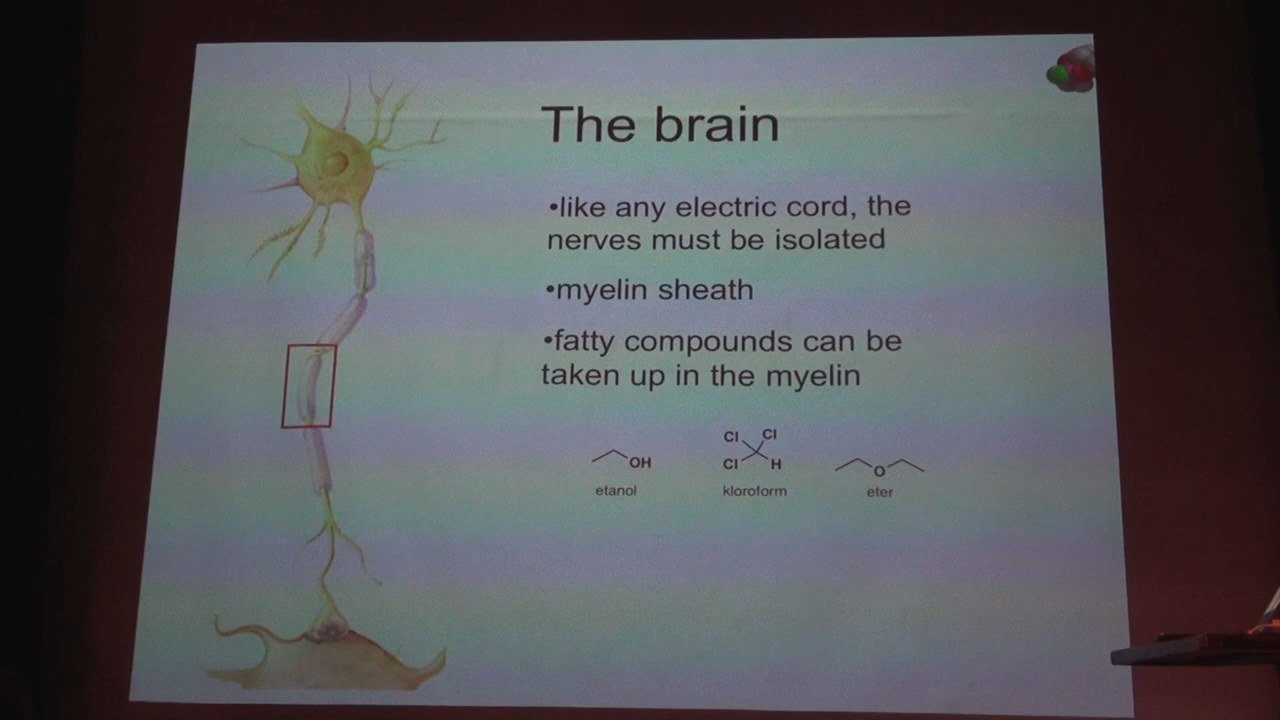 The brain
•like any electric cord, the
nerves must be isolated
•myelin sheath
•fatty compounds can be
taken up in the myelin
OH
etanol
Cl Cl
Cl H
kloroform
O
eter